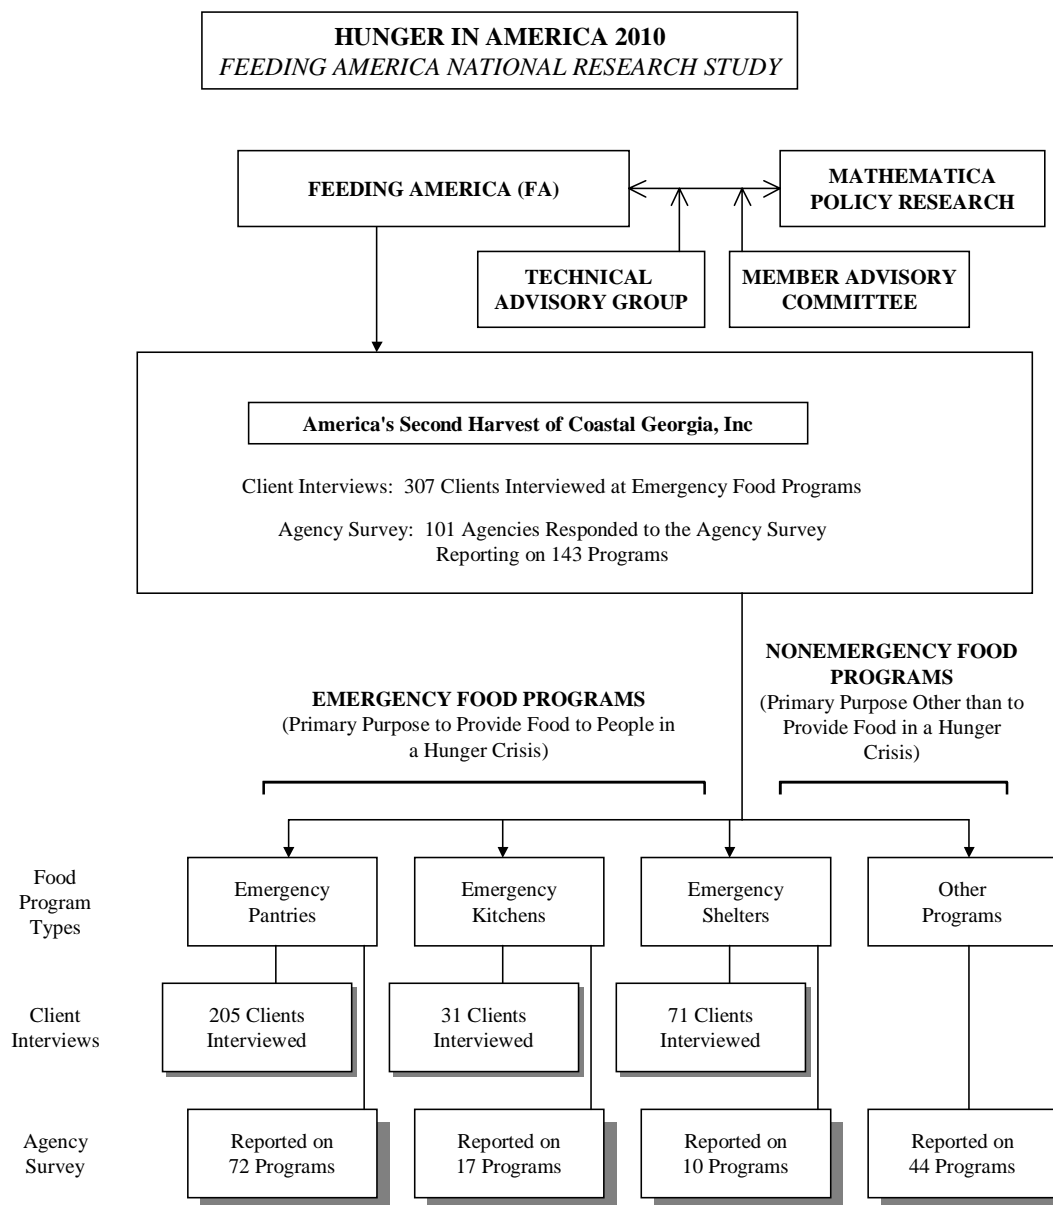 HUNGER IN AMERICA 2010
FEEDING AMERICA NATIONAL RESEARCH STUDY
FEEDING AMERICA (FA)
MATHEMATICA
POLICY RESEARCH
TECHNICAL
ADVISORY GROUP
MEMBER ADVISORY
COMMITTEE
America's Second Harvest of Coastal Georgia, Inc
Client Interviews:  307 Clients Interviewed at Emergency Food Programs
Agency Survey:  101 Agencies Responded to the Agency Survey
Reporting on 143 Programs
EMERGENCY FOOD PROGRAMS
(Primary Purpose to Provide Food to People in
a Hunger Crisis)
NONEMERGENCY FOOD
PROGRAMS
(Primary Purpose Other than to
Provide Food in a Hunger
Crisis)
Food
Program
Types
Emergency
Pantries
Emergency
Kitchens
Emergency
Shelters
Other
Programs
Client
Interviews
205 Clients
Interviewed
31 Clients
Interviewed
71 Clients
Interviewed
Agency
Survey
Reported on
72 Programs
Reported on
17 Programs
Reported on
10 Programs
Reported on
44 Programs